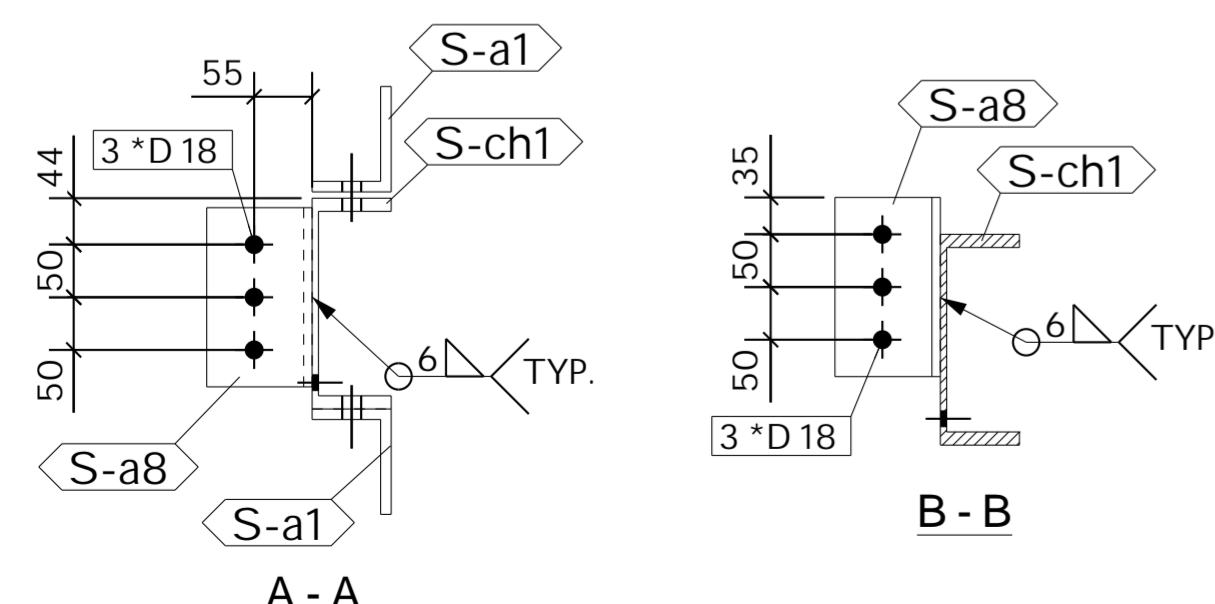 S-a1
55
3 *D 18
S-ch1
44
50
50
6
TYP.
S-a8
S-a1
A - A
S-a8
35
S-ch1
50
50
6
TYP
3 *D 18
B - B